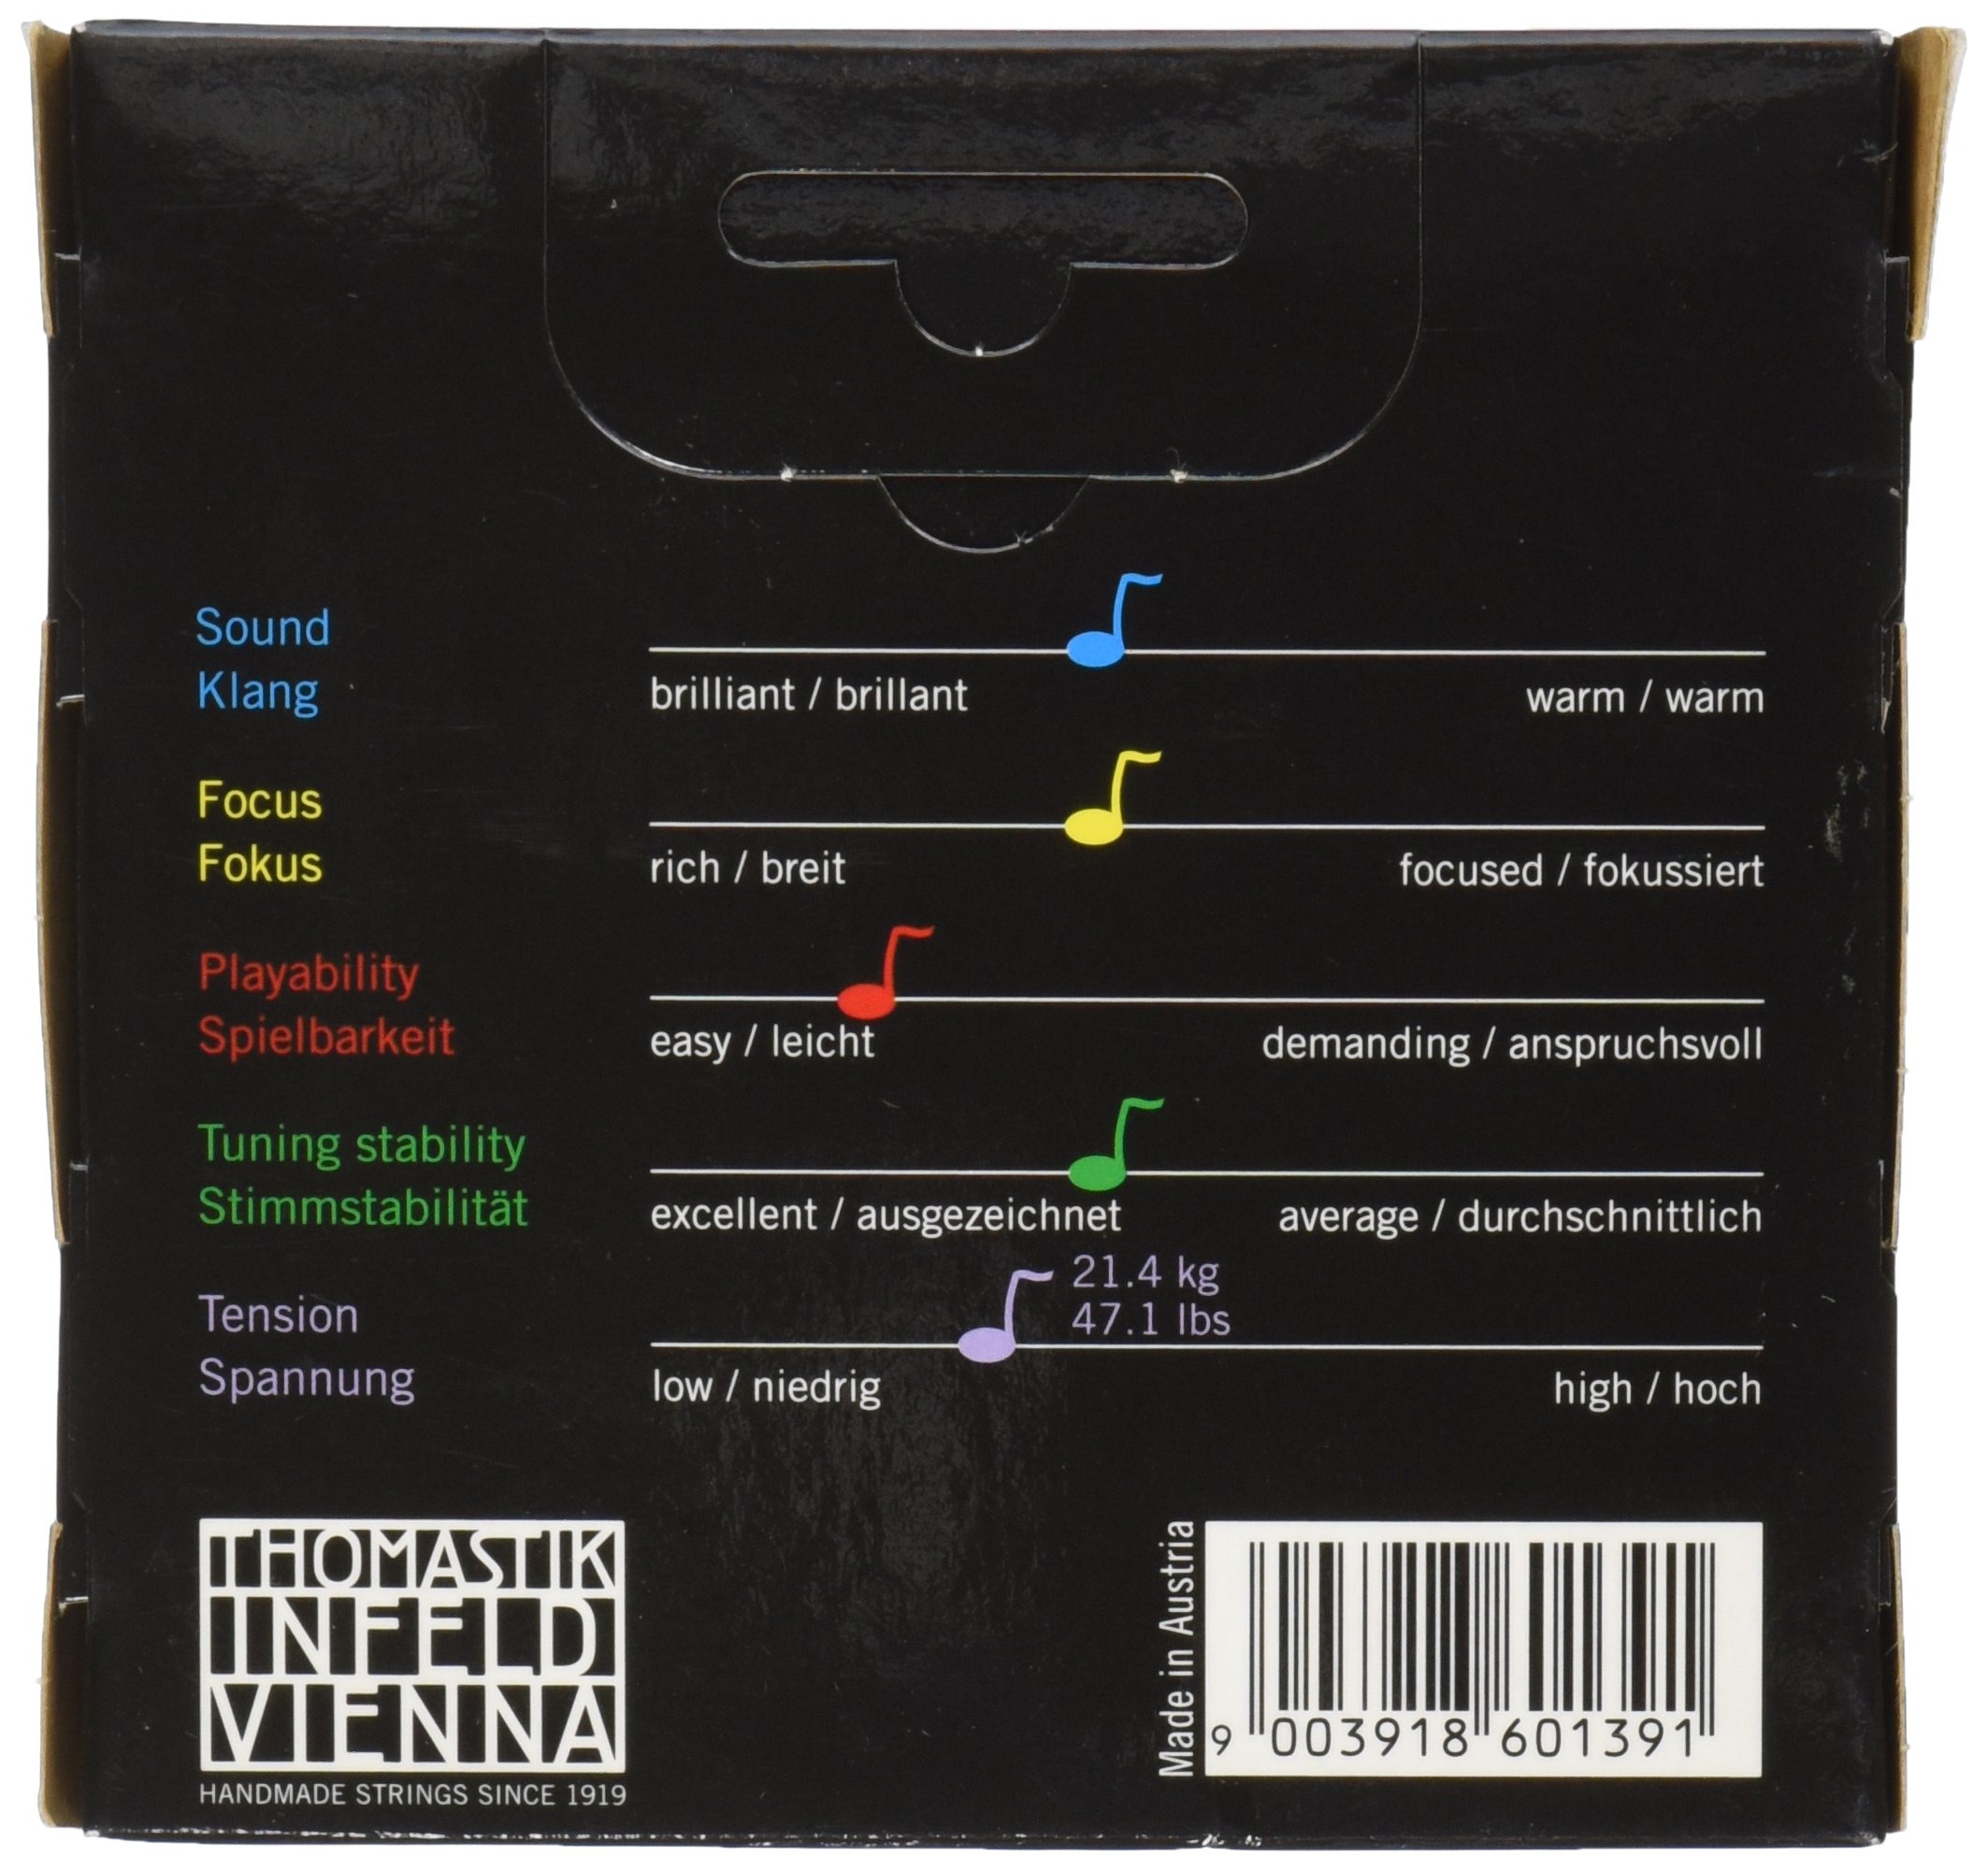 Sound
Klang
brilliant / brillant
warm / warm
Focus
Fokus
rich / breit
focused / fokussiert
Playability
Spielbarkeit
easy / leicht
demanding / anspruchsvoll
Tuning stability
Stimmstabilität
excellent / ausgezeichnet
average / durchschnittlich
21.4 kg
47.1 lbs
Tension
Spannung
low / niedrig
high / hoch
THOMASTIK
INFELD
VIENNA
HANDMADE STRINGS SINCE 1919
Made in Austria
9 003918 601391